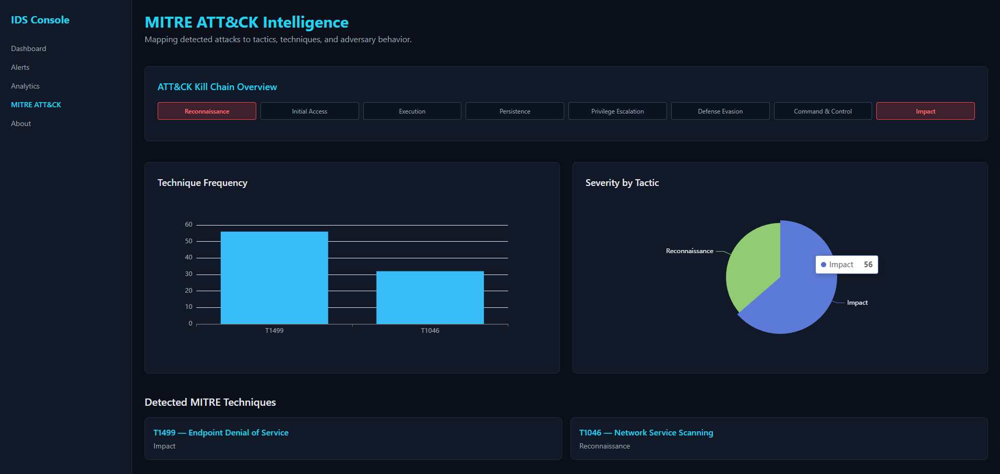 IDS Console
Dashboard
Alerts
Analytics
MITRE ATT&CK
About
MITRE ATT&CK Intelligence
Mapping detected attacks to tactics, techniques, and adversary behavior.
ATT&CK Kill Chain Overview
Reconnaissance Initial Access Execution Persistence Privilege Escalation Defense Evasion Command & Control Impact
Technique Frequency
60
50
40
30
20
10
0
T1499 T1046
Severity by Tactic
Reconnaissance
Impact 56
Impact
Detected MITRE Techniques
T1499 — Endpoint Denial of Service
Impact
T1046 — Network Service Scanning
Reconnaissance